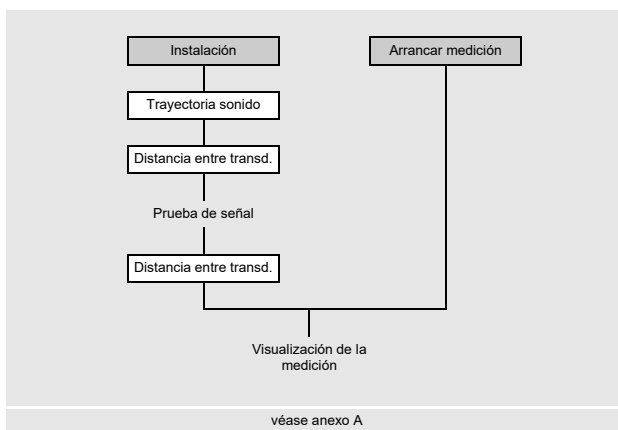 Instalación
Arrancar medición
Trayectoria sonido
Distancia entre transd.
Prueba de señal
Distancia entre transd.
Visualización de la
medición
véase anexo A